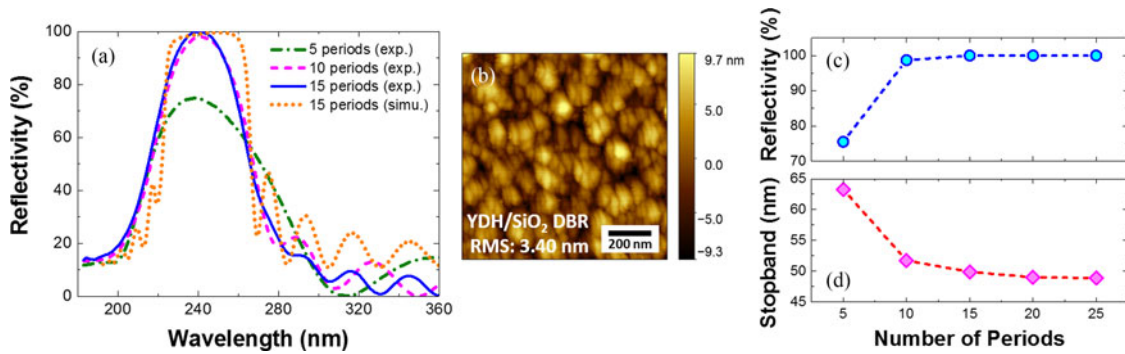 (a)
5 periods (exp.)
10 periods (exp.)
15 periods (exp.)
15 periods (simu.)
Reflectivity (%)
100
80
60
40
20
0
200 240 280 320 360
Wavelength (nm)
(b)
YDH/SiO₂ DBR
RMS: 3.40 nm
200 nm
9.7 nm
5.0
0.0
−5.0
−9.3
(c)
Reflectivity (%)
100
90
80
70
(d)
Stopband (nm)
65
60
55
50
45
5 10 15 20 25
Number of Periods